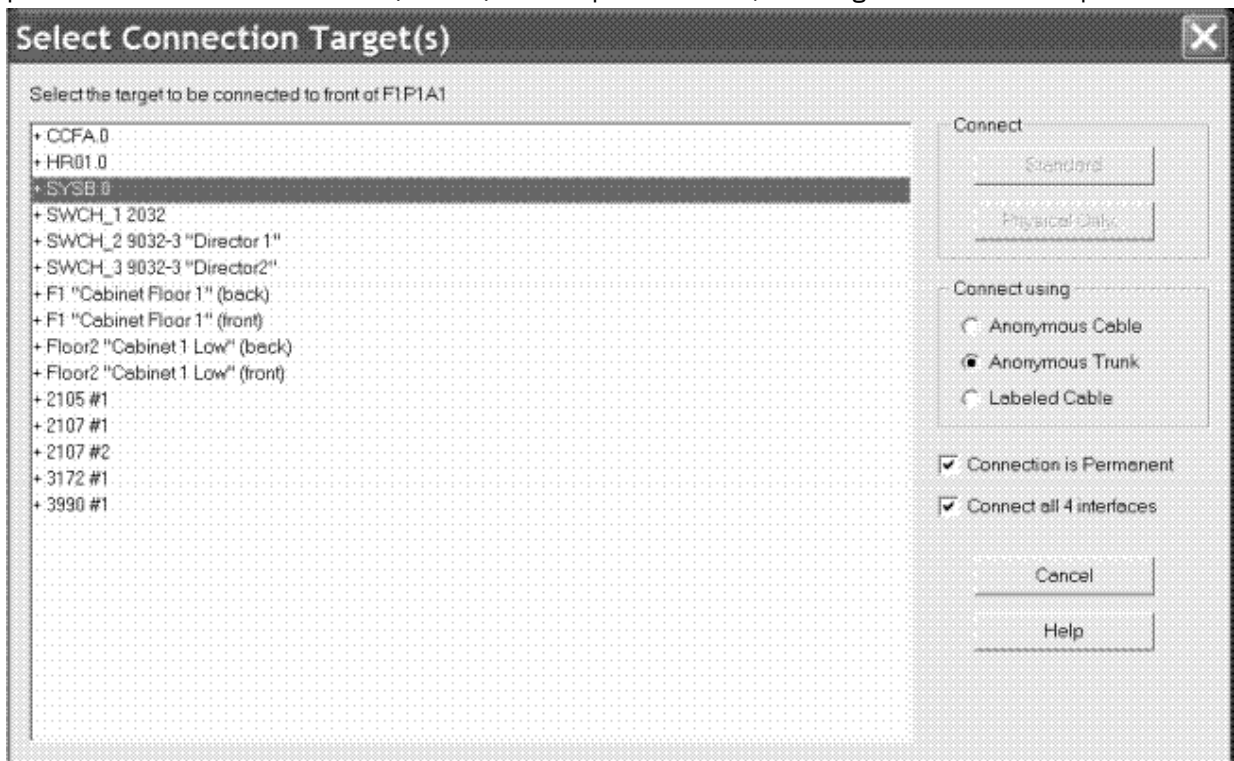 Select Connection Target(s)
Select the target to be connected to front of F1P1A1
+ CCFA.0
+ HR01.0
+ SYSB.0
+ SWCH_1 2032
+ SWCH_2 9032-3 "Director 1"
+ SWCH_3 9032-3 "Director2"
+ F1 "Cabinet Floor 1" (back)
+ F1 "Cabinet Floor 1" (front)
+ Floor2 "Cabinet 1 Low" (back)
+ Floor2 "Cabinet 1 Low" (front)
+ 2105 #1
+ 2107 #1
+ 2107 #2
+ 3172 #1
+ 3990 #1
Connect
Standard
Physical Only
Connect using
Anonymous Cable
Anonymous Trunk
Labeled Cable
Connection is Permanent
Connect all 4 interfaces
Cancel
Help